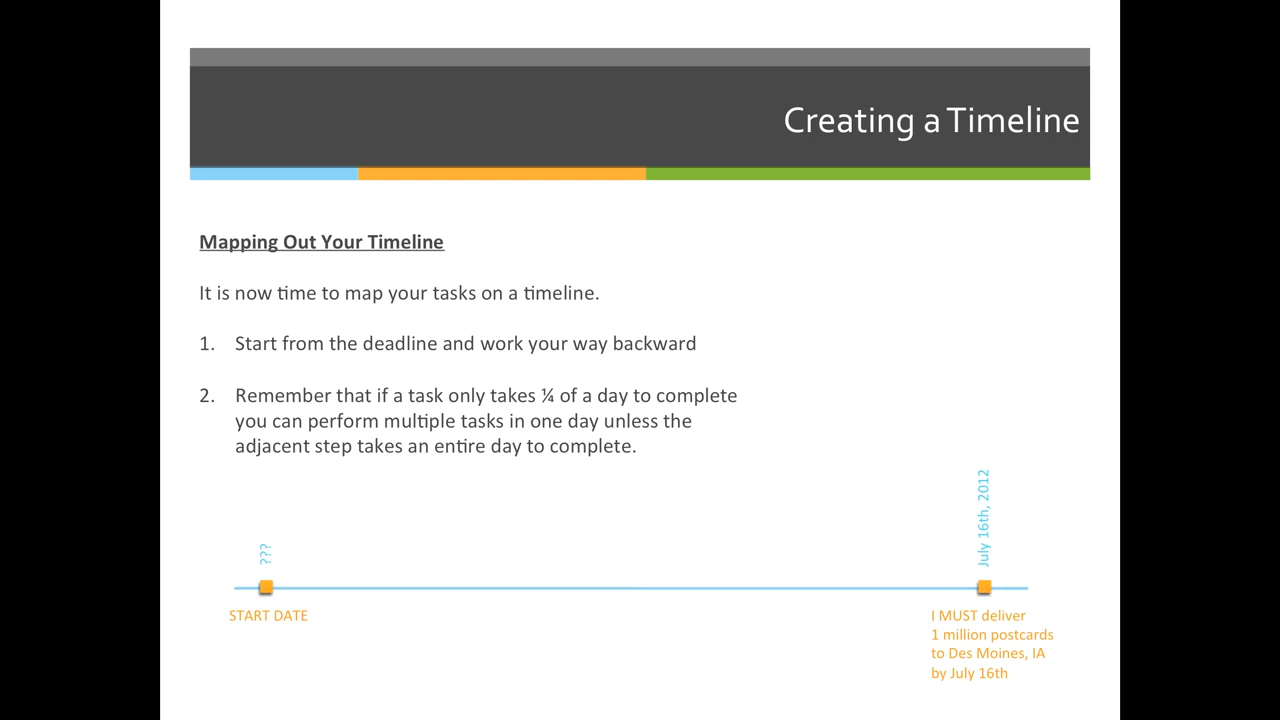 Creating a Timeline
Mapping Out Your Timeline
It is now time to map your tasks on a timeline.
1. Start from the deadline and work your way backward
2. Remember that if a task only takes ¼ of a day to complete
you can perform multiple tasks in one day unless the
adjacent step takes an entire day to complete.
???
July 16th, 2012
START DATE
I MUST deliver
1 million postcards
to Des Moines, IA
by July 16th